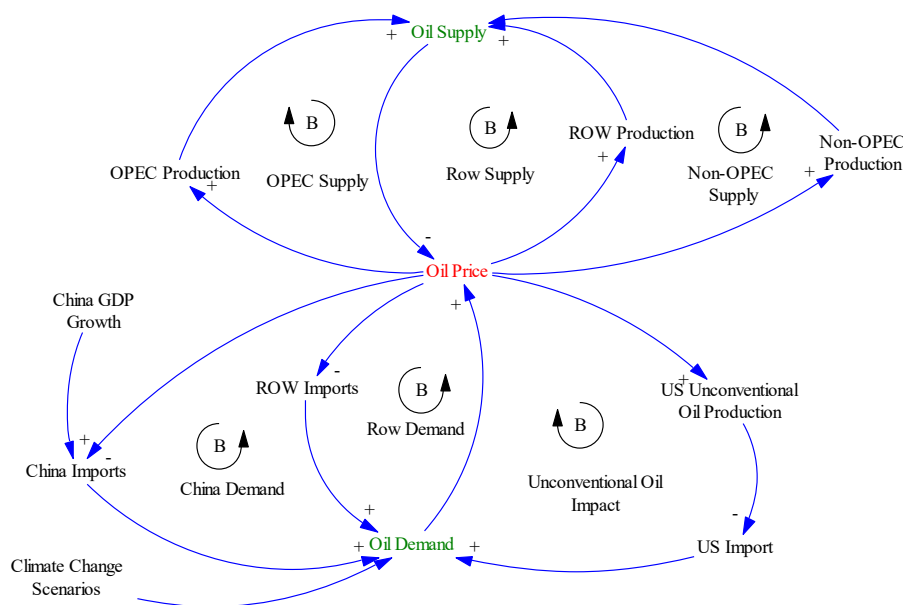 Oil Supply
+
+
B
B
B
ROW Production
Non-OPEC
Production
+
+
OPEC Production
+
OPEC Supply
Row Supply
Non-OPEC
Supply
-
Oil Price
+
China GDP
Growth
-
ROW Imports
B
Row Demand
+
US Unconventional
Oil Production
B
B
+
-
China Imports
China Demand
Unconventional Oil
Impact
+
-
+
Oil Demand
+
US Import
Climate Change
Scenarios